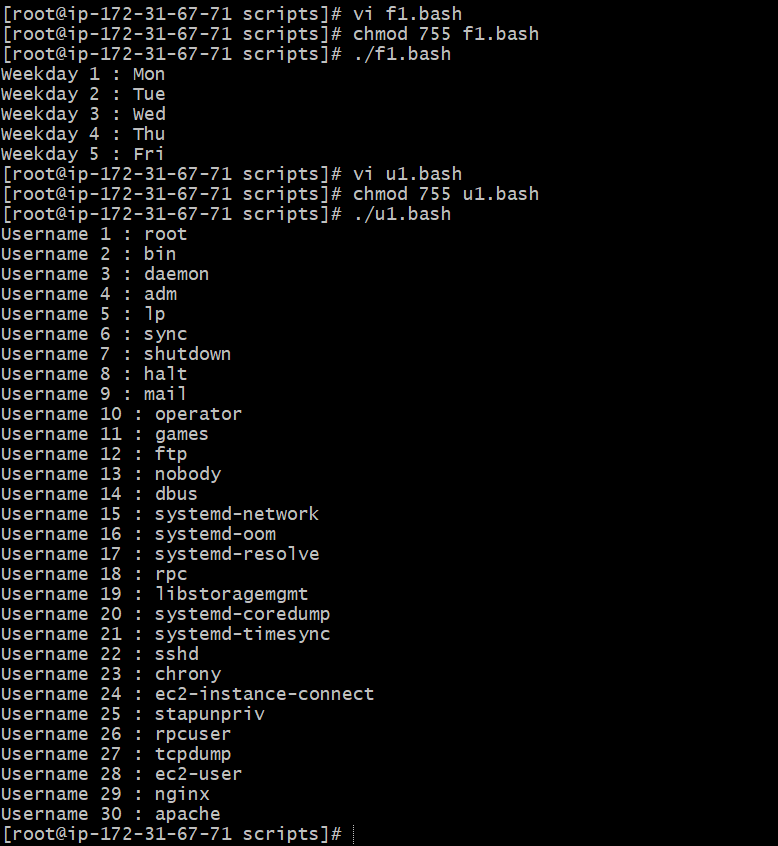 [root@ip-172-31-67-71 scripts]# vi f1.bash
[root@ip-172-31-67-71 scripts]# chmod 755 f1.bash
[root@ip-172-31-67-71 scripts]# ./f1.bash
Weekday 1 : Mon
Weekday 2 : Tue
Weekday 3 : Wed
Weekday 4 : Thu
Weekday 5 : Fri
[root@ip-172-31-67-71 scripts]# vi u1.bash
[root@ip-172-31-67-71 scripts]# chmod 755 u1.bash
[root@ip-172-31-67-71 scripts]# ./u1.bash
Username 1 : root
Username 2 : bin
Username 3 : daemon
Username 4 : adm
Username 5 : lp
Username 6 : sync
Username 7 : shutdown
Username 8 : halt
Username 9 : mail
Username 10 : operator
Username 11 : games
Username 12 : ftp
Username 13 : nobody
Username 14 : dbus
Username 15 : systemd-network
Username 16 : systemd-oom
Username 17 : systemd-resolve
Username 18 : rpc
Username 19 : libstoragemgmt
Username 20 : systemd-coredump
Username 21 : systemd-timesync
Username 22 : sshd
Username 23 : chrony
Username 24 : ec2-instance-connect
Username 25 : stapunpriv
Username 26 : rpcuser
Username 27 : tcpdump
Username 28 : ec2-user
Username 29 : nginx
Username 30 : apache
[root@ip-172-31-67-71 scripts]#